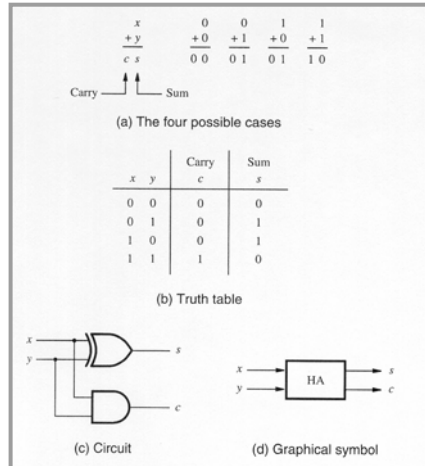 x 0 0 1 1
+ y + 0 + 1 + 0 + 1
c s 0 0 0 1 0 1 1 0
Carry Sum
(a) The four possible cases
Carry Sum
x y c s
0 0 0 0
0 1 0 1
1 0 0 1
1 1 1 0
(b) Truth table
x s
y
c
(c) Circuit
x s
HA
y c
(d) Graphical symbol